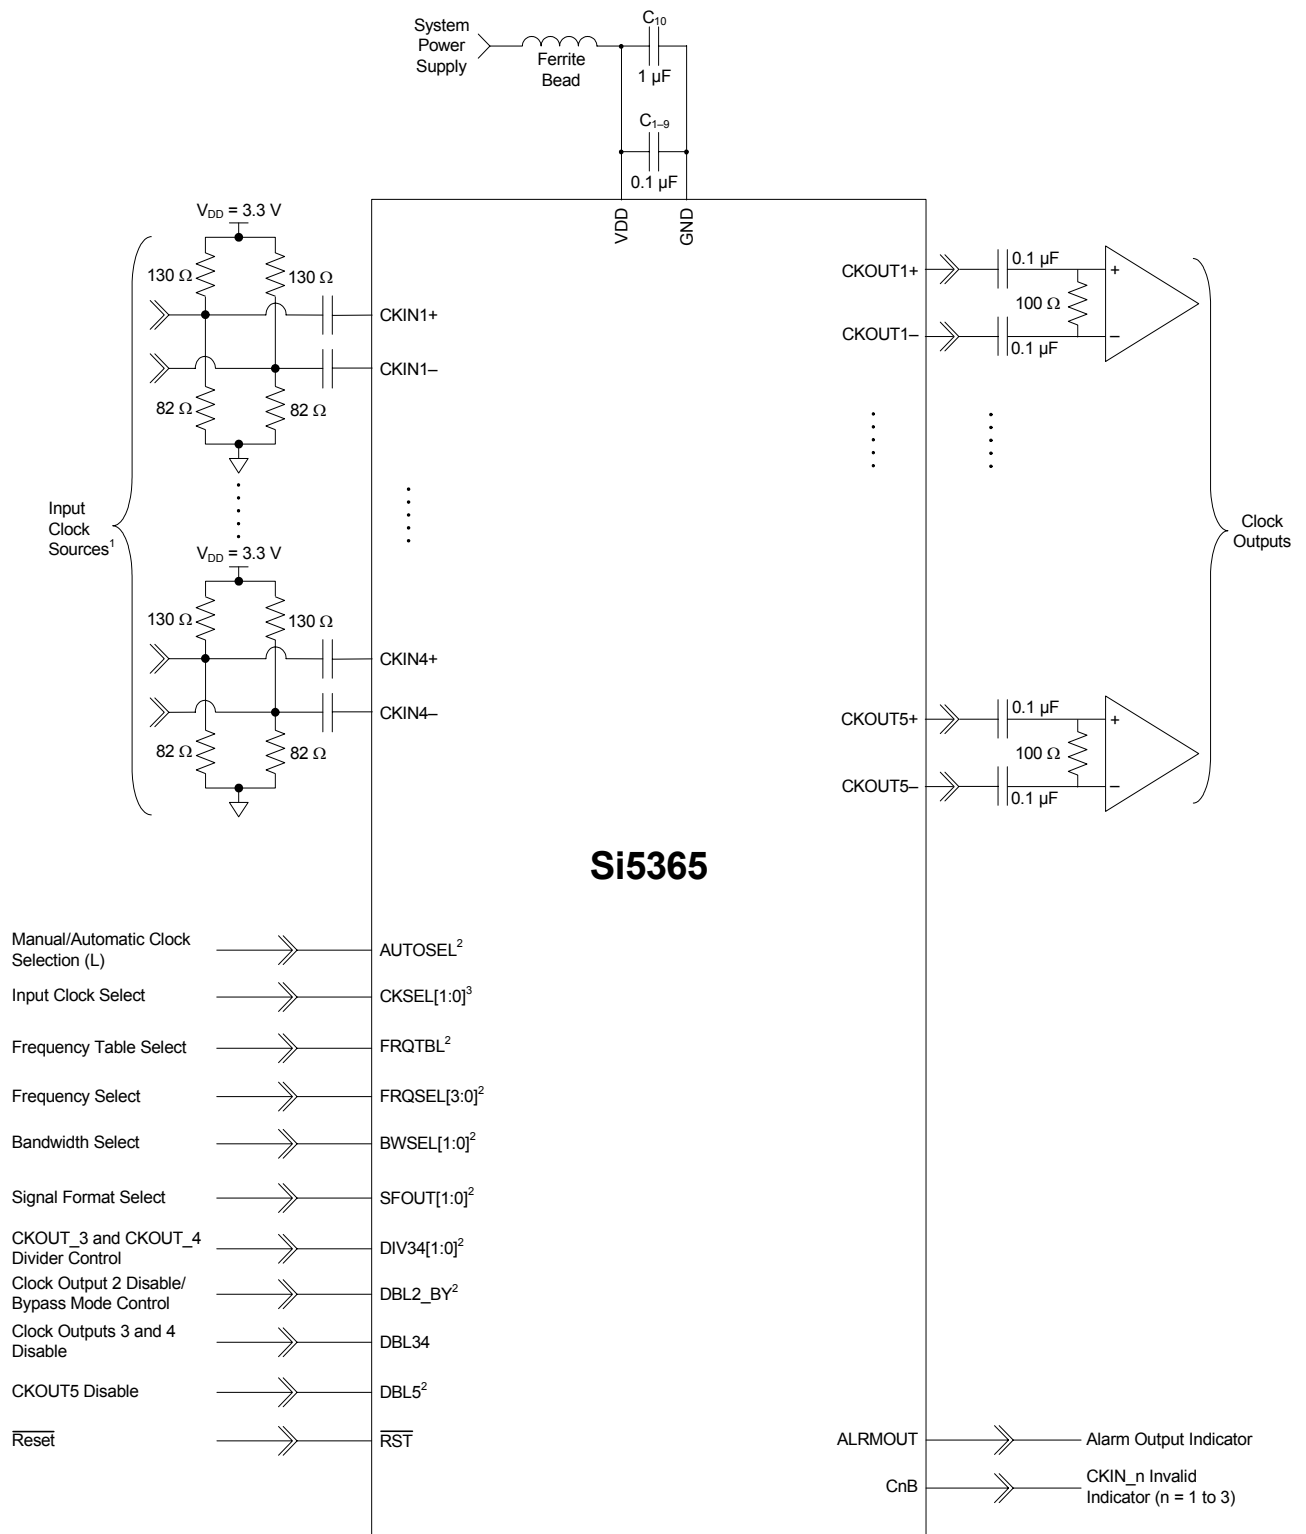 System
Power
Supply
Ferrite
Bead
C10
1 µF
C1–9
0.1 µF
VDD
GND
VDD = 3.3 V
130 Ω
130 Ω
CKIN1+
CKIN1–
82 Ω
82 Ω
Input
Clock
Sources¹
VDD = 3.3 V
130 Ω
130 Ω
CKIN4+
CKIN4–
82 Ω
82 Ω
CKOUT1+
0.1 µF
+
100 Ω
CKOUT1–
0.1 µF
–
Clock
Outputs
CKOUT5+
0.1 µF
+
100 Ω
CKOUT5–
0.1 µF
–
Si5365
Manual/Automatic Clock
Selection (L)
AUTOSEL²
Input Clock Select
CKSEL[1:0]³
Frequency Table Select
FRQTBL²
Frequency Select
FRQSEL[3:0]²
Bandwidth Select
BWSEL[1:0]²
Signal Format Select
SFOUT[1:0]²
CKOUT_3 and CKOUT_4
Divider Control
DIV34[1:0]²
Clock Output 2 Disable/
Bypass Mode Control
DBL2_BY²
Clock Outputs 3 and 4
Disable
DBL34
CKOUT5 Disable
DBL5²
Reset
RST
ALRMOUT
Alarm Output Indicator
CnB
CKIN_n Invalid
Indicator (n = 1 to 3)